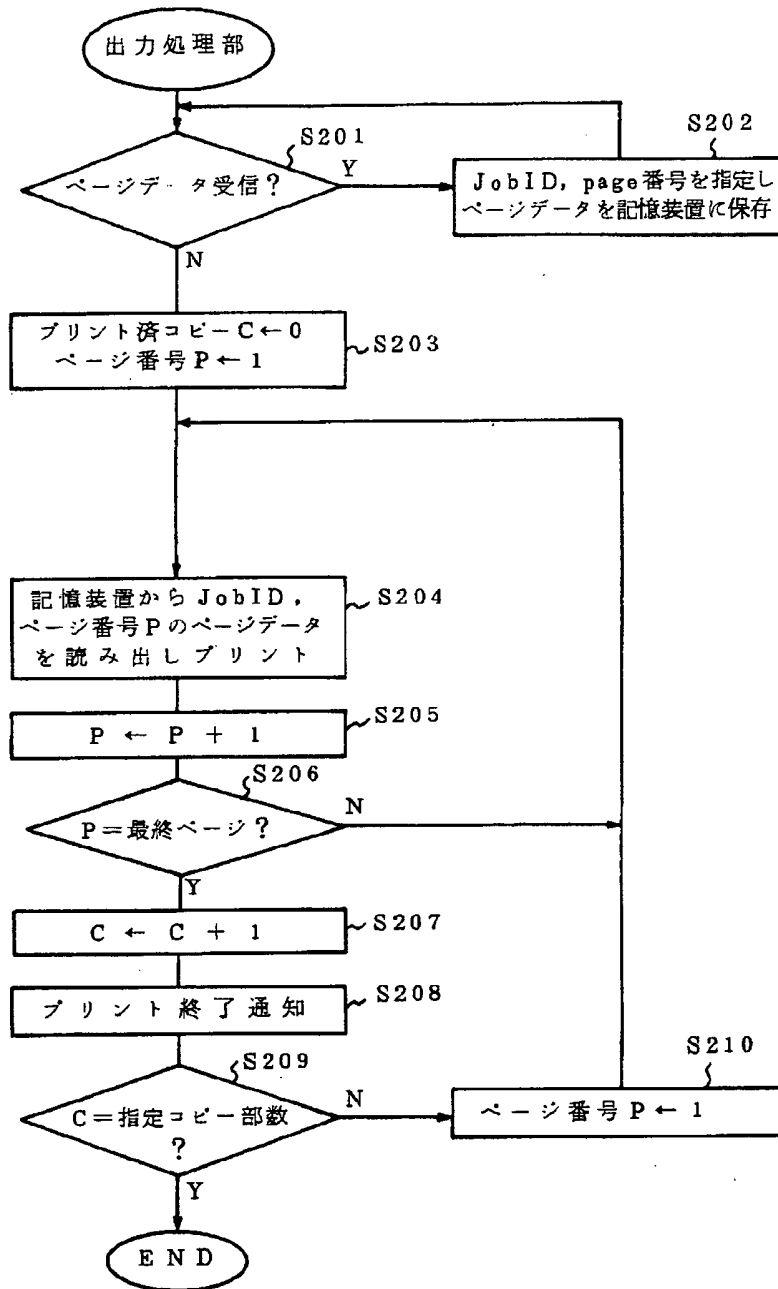 出力処理部
S201
ページデータ受信?
Y
N
S202
JobID, page番号を指定し
ページデータを記憶装置に保存
プリント済コピーC←0
ページ番号P←1
S203
記憶装置からJobID,
ページ番号Pのページデータ
を読み出しプリント
S204
P ← P + 1
S205
S206
P=最終ページ?
N
Y
C ← C + 1
S207
プリント終了通知
S208
S209
C=指定コピー部数
?
N
Y
S210
ページ番号P←1
END